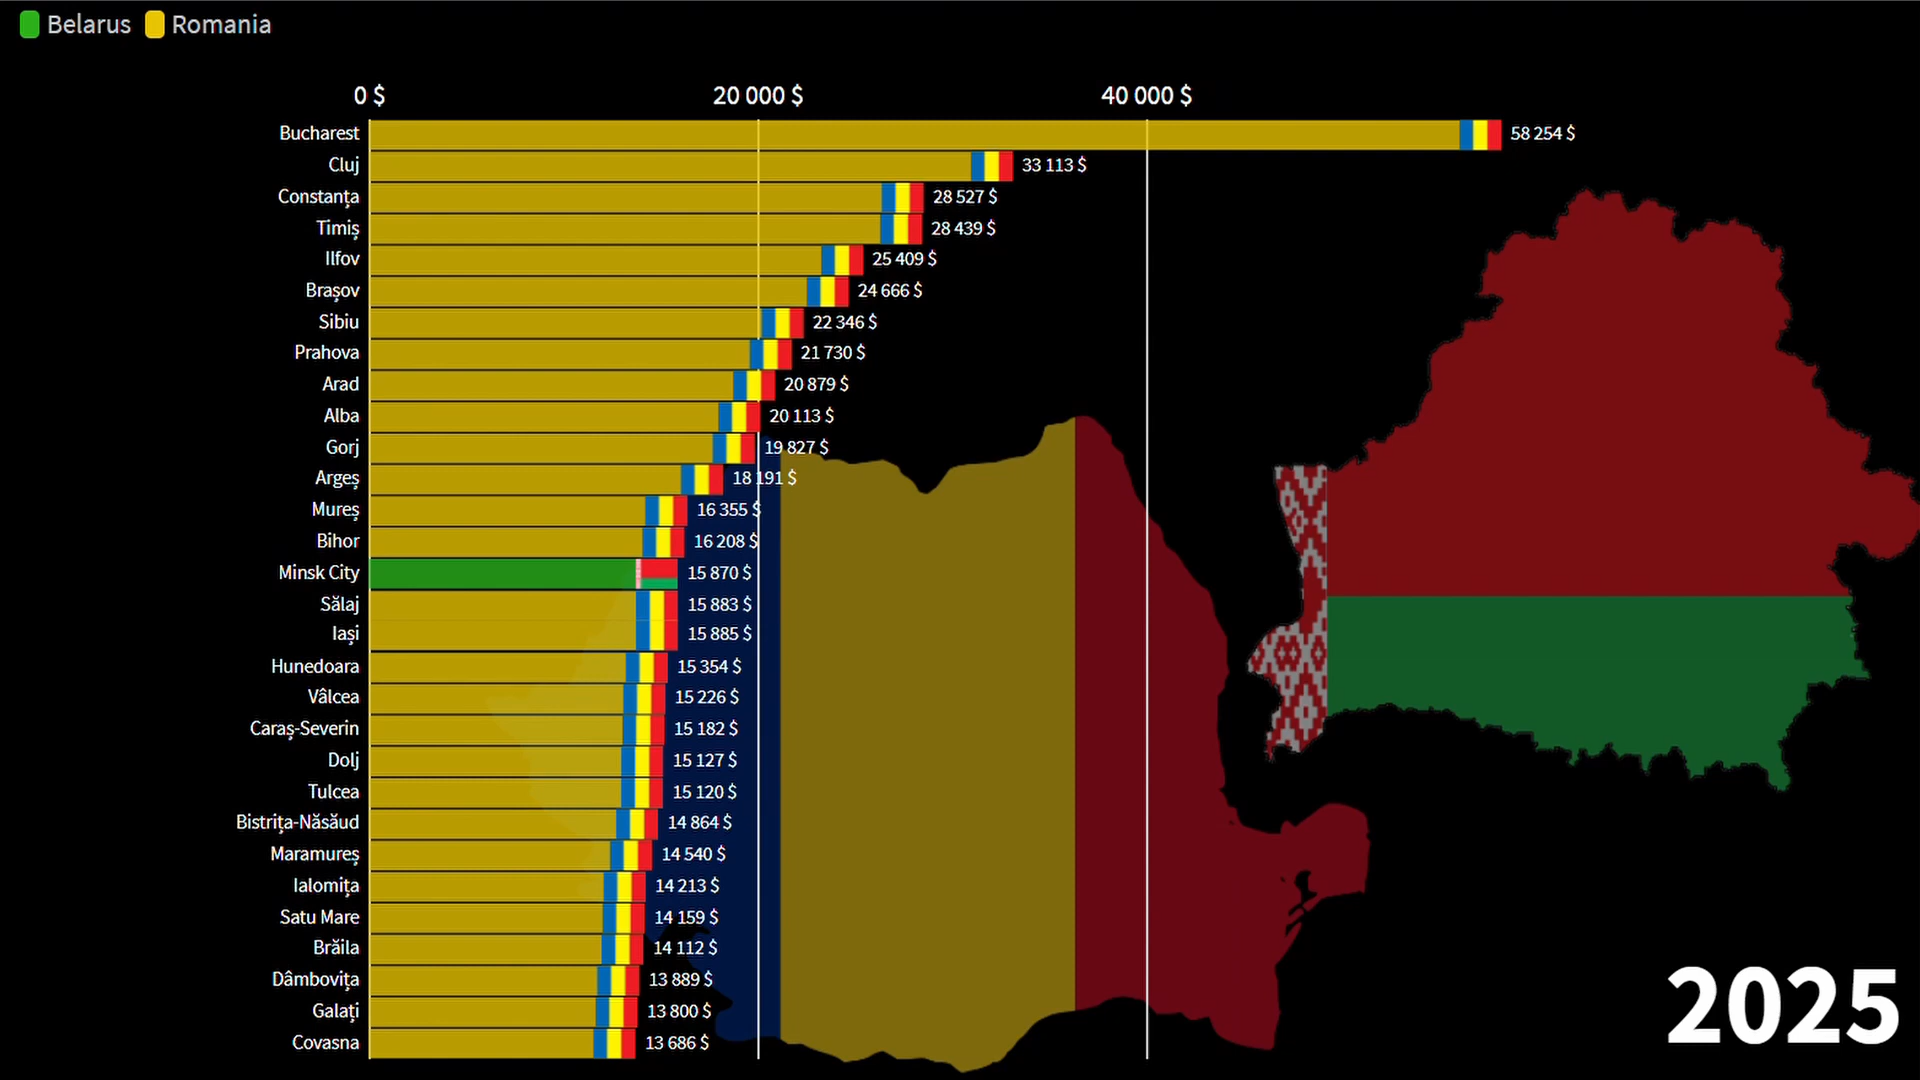 Belarus Romania
0 $ 20 000 $ 40 000 $
Bucharest 58 254 $
Cluj 33 113 $
Constanța 28 527 $
Timiș 28 439 $
Ilfov 25 409 $
Brașov 24 666 $
Sibiu 22 346 $
Prahova 21 730 $
Arad 20 879 $
Alba 20 113 $
Gorj 19 827 $
Argeș 18 191 $
Mureș 16 355 $
Bihor 16 208 $
Minsk City 15 870 $
Sălaj 15 883 $
Iași 15 885 $
Hunedoara 15 354 $
Vâlcea 15 226 $
Caraș-Severin 15 182 $
Dolj 15 127 $
Tulcea 15 120 $
Bistrița-Năsăud 14 864 $
Maramureș 14 540 $
Ialomița 14 213 $
Satu Mare 14 159 $
Brăila 14 112 $
Dâmbovița 13 889 $
Galați 13 800 $
Covasna 13 686 $
2025